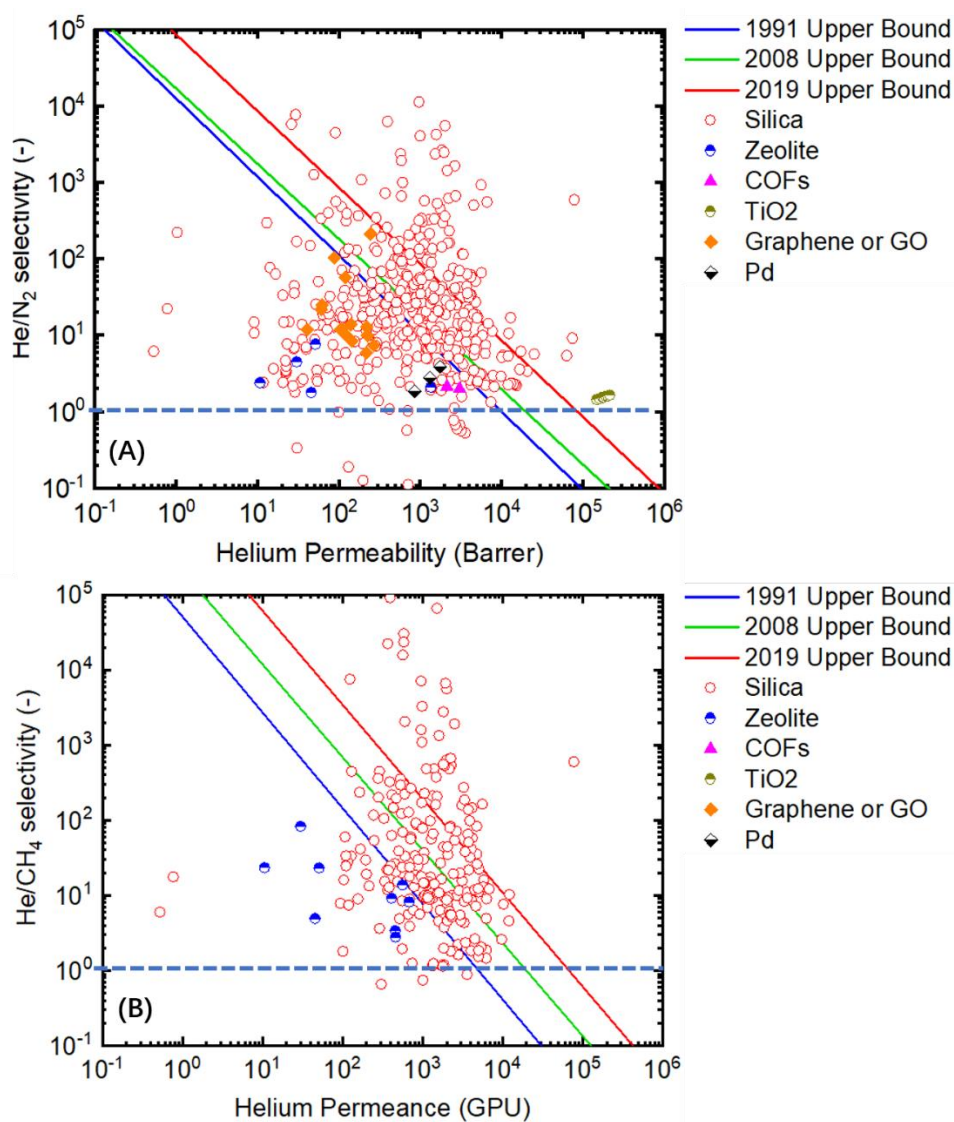 10^5
10^4
10^3
10^2
10^1
10^0
10^-1
He/N₂ selectivity (-)
(A)
10^-1 10^0 10^1 10^2 10^3 10^4 10^5 10^6
Helium Permeability (Barrer)
1991 Upper Bound
2008 Upper Bound
2019 Upper Bound
Silica
Zeolite
COFs
TiO2
Graphene or GO
Pd
10^5
10^4
10^3
10^2
10^1
10^0
10^-1
He/CH₄ selectivity (-)
(B)
10^-1 10^0 10^1 10^2 10^3 10^4 10^5 10^6
Helium Permeance (GPU)
1991 Upper Bound
2008 Upper Bound
2019 Upper Bound
Silica
Zeolite
COFs
TiO2
Graphene or GO
Pd